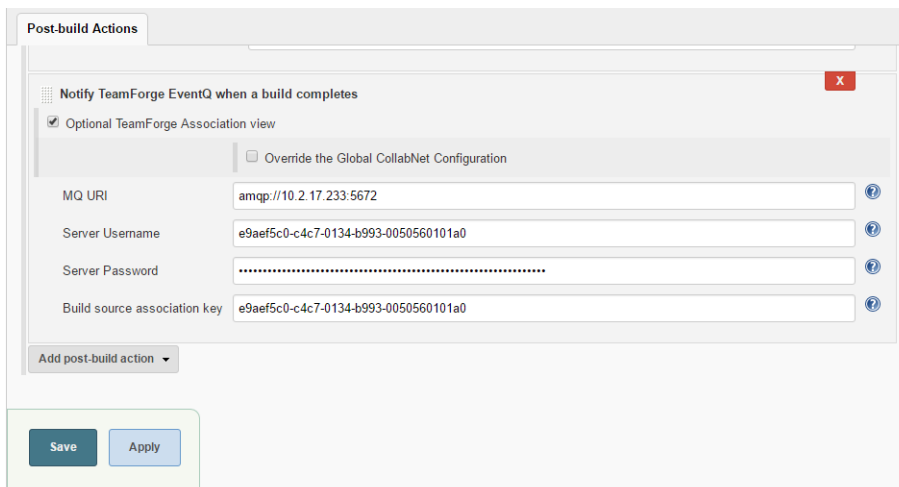 Post-build Actions
X
Notify TeamForge EventQ when a build completes
Optional TeamForge Association view
Override the Global CollabNet Configuration
MQ URI
amqp://10.2.17.233:5672
?
Server Username
e9aef5c0-c4c7-0134-b993-0050560101a0
?
Server Password
••••••••••••••••••••••••••••••••••••••••••••••••••••••••••••••••
?
Build source association key
e9aef5c0-c4c7-0134-b993-0050560101a0
?
Add post-build action
Save
Apply